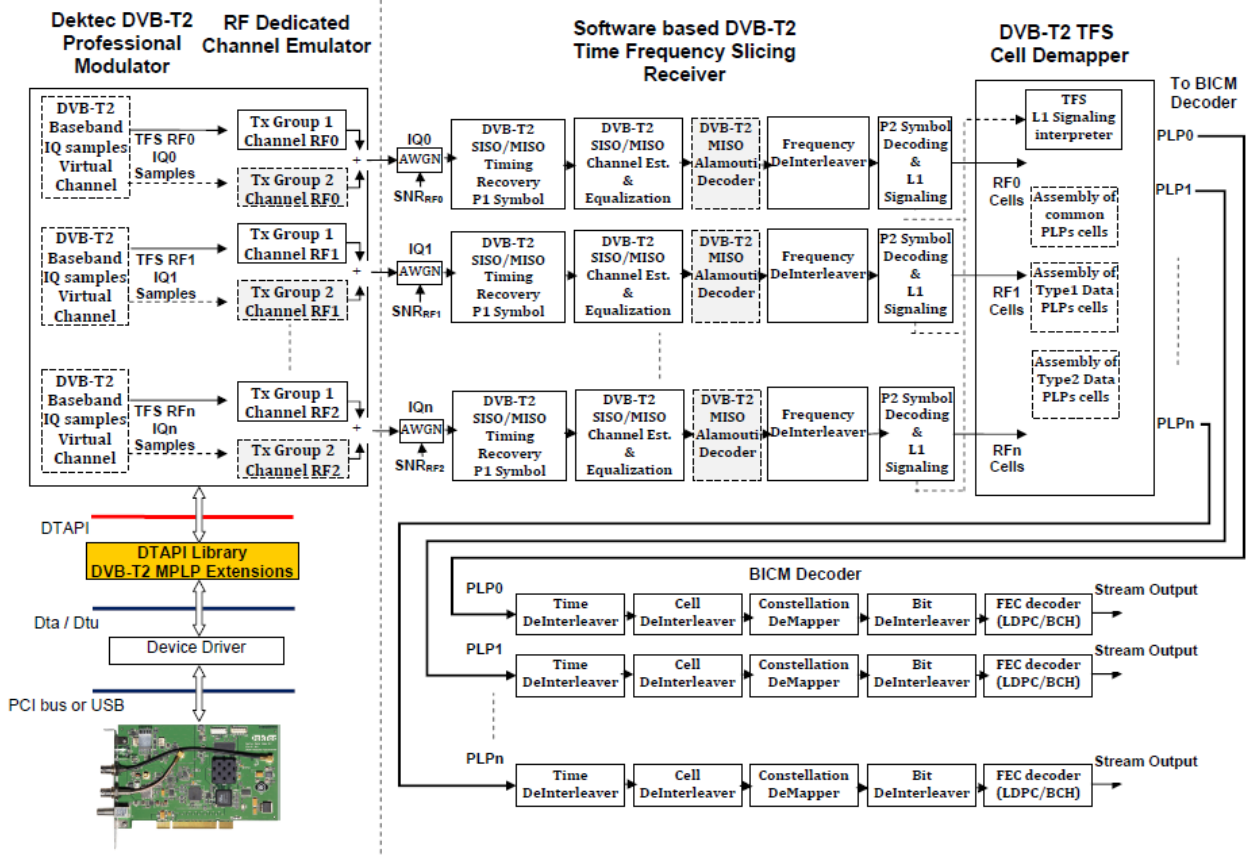 Dektec DVB-T2
Professional
Modulator
RF Dedicated
Channel Emulator
Software based DVB-T2
Time Frequency Slicing
Receiver
DVB-T2 TFS
Cell Demapper
To BICM
Decoder
DVB-T2
Baseband
IQ samples
Virtual
Channel
TFS RF0
IQ0
Samples
Tx Group 1
Channel RF0
Tx Group 2
Channel RF0
+
IQ0
AWGN
SNRRF0
DVB-T2
SISO/MISO
Timing
Recovery
P1 Symbol
DVB-T2
SISO/MISO
Channel Est.
&
Equalization
DVB-T2
MISO
Alamouti
Decoder
Frequency
DeInterleaver
P2 Symbol
Decoding
&
L1
Signaling
TFS
L1 Signaling
interpreter
RF0
Cells
Assembly of
common
PLPs cells
PLP0
PLP1
DVB-T2
Baseband
IQ samples
Virtual
Channel
TFS RF1
IQ1
Samples
Tx Group 1
Channel RF1
Tx Group 2
Channel RF1
+
IQ1
AWGN
SNRRF1
DVB-T2
SISO/MISO
Timing
Recovery
P1 Symbol
DVB-T2
SISO/MISO
Channel Est.
&
Equalization
DVB-T2
MISO
Alamouti
Decoder
Frequency
DeInterleaver
P2 Symbol
Decoding
&
L1
Signaling
RF1
Cells
Assembly of
Type1 Data
PLPs cells
DVB-T2
Baseband
IQ samples
Virtual
Channel
TFS RFn
IQn
Samples
Tx Group 1
Channel RF2
Tx Group 2
Channel RF2
+
IQn
AWGN
SNRRF2
DVB-T2
SISO/MISO
Timing
Recovery
P1 Symbol
DVB-T2
SISO/MISO
Channel Est.
&
Equalization
DVB-T2
MISO
Alamouti
Decoder
Frequency
DeInterleaver
P2 Symbol
Decoding
&
L1
Signaling
RFn
Cells
Assembly of
Type2 Data
PLPs cells
PLPn
DTAPI
DTAPI Library
DVB-T2 MPLP Extensions
Dta / Dtu
Device Driver
PCI bus or USB
BICM Decoder
PLP0
Time
DeInterleaver
Cell
DeInterleaver
Constellation
DeMapper
Bit
DeInterleaver
FEC decoder
(LDPC/BCH)
Stream Output
PLP1
Time
DeInterleaver
Cell
DeInterleaver
Constellation
DeMapper
Bit
DeInterleaver
FEC decoder
(LDPC/BCH)
Stream Output
PLPn
Time
DeInterleaver
Cell
DeInterleaver
Constellation
DeMapper
Bit
DeInterleaver
FEC decoder
(LDPC/BCH)
Stream Output